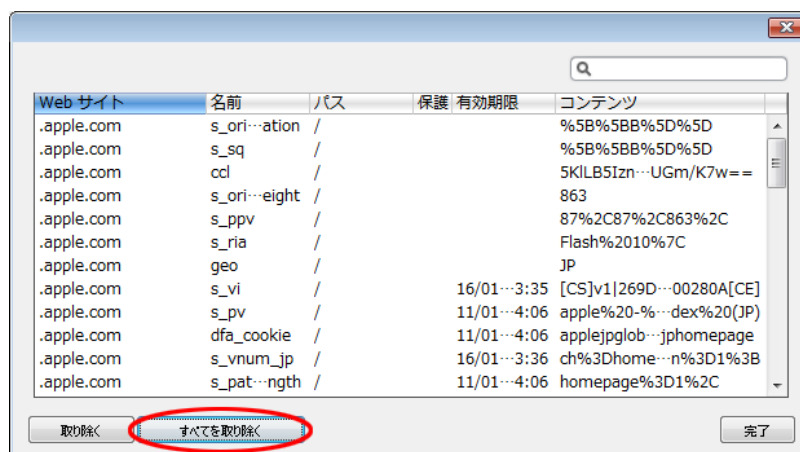 Web サイト 名前 パス 保護 有効期限 コンテンツ
.apple.com s_ori…ation / %5B%5BB%5D%5D
.apple.com s_sq / %5B%5BB%5D%5D
.apple.com ccl / 5KlLB5Izn…UGm/K7w==
.apple.com s_ori…eight / 863
.apple.com s_ppv / 87%2C87%2C863%2C
.apple.com s_ria / Flash%2010%7C
.apple.com geo / JP
.apple.com s_vi / 16/01…3:35 [CS]v1|269D…00280A[CE]
.apple.com s_pv / 11/01…4:06 apple%20-%…dex%20(JP)
.apple.com dfa_cookie / 11/01…4:06 applejpglob…jphomepage
.apple.com s_vnum_jp / 16/01…3:36 ch%3Dhome…n%3D1%3B
.apple.com s_pat…ngth / 11/01…4:06 homepage%3D1%2C
取り除く すべてを取り除く 完了